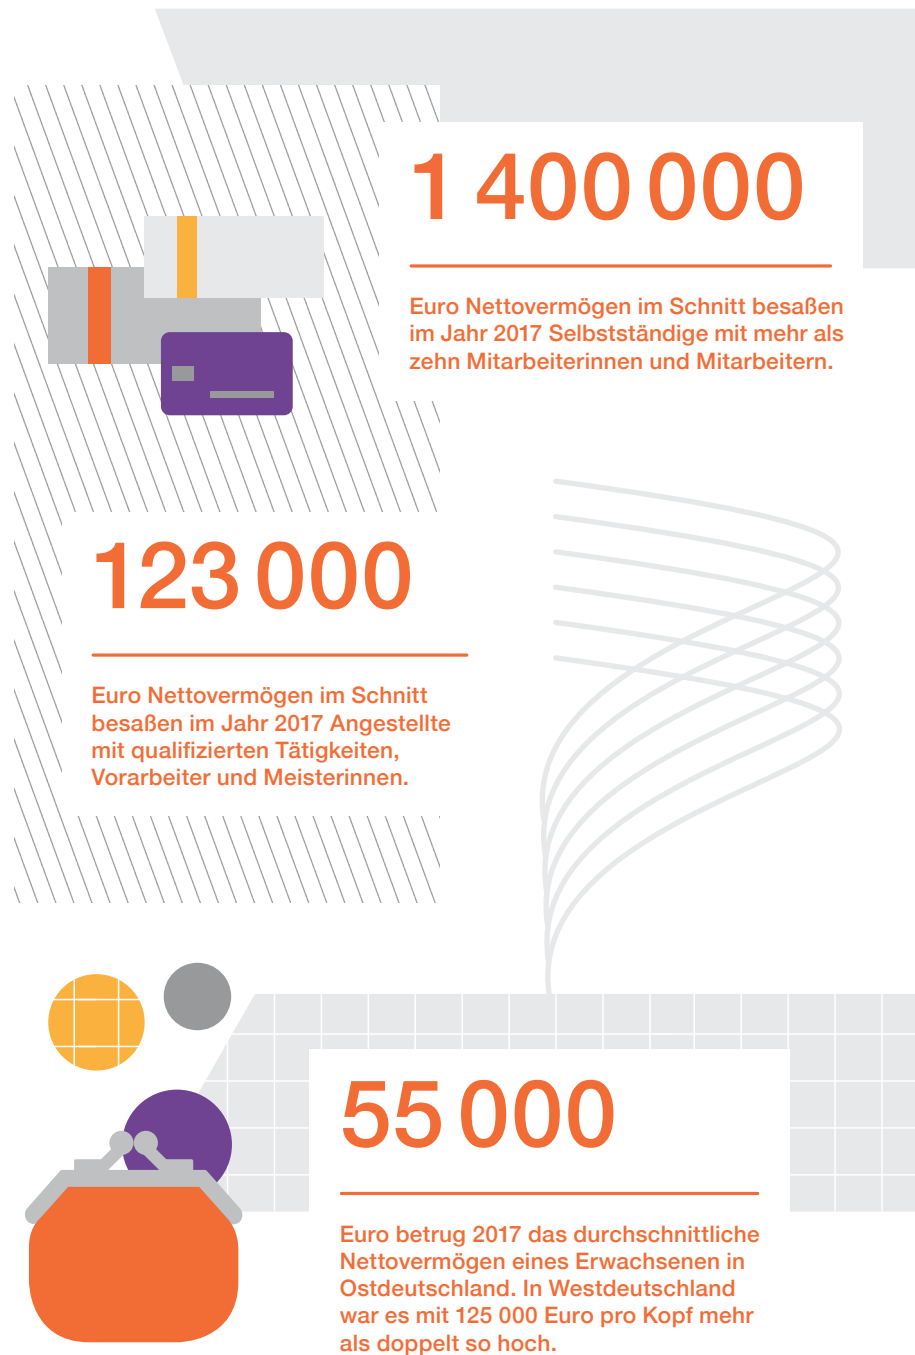 1 400 000
Euro Nettovermögen im Schnitt besaßen
im Jahr 2017 Selbstständige mit mehr als
zehn Mitarbeiterinnen und Mitarbeitern.
123 000
Euro Nettovermögen im Schnitt
besaßen im Jahr 2017 Angestellte
mit qualifizierten Tätigkeiten,
Vorarbeiter und Meisterinnen.
55 000
Euro betrug 2017 das durchschnittliche
Nettovermögen eines Erwachsenen in
Ostdeutschland. In Westdeutschland
war es mit 125 000 Euro pro Kopf mehr
als doppelt so hoch.